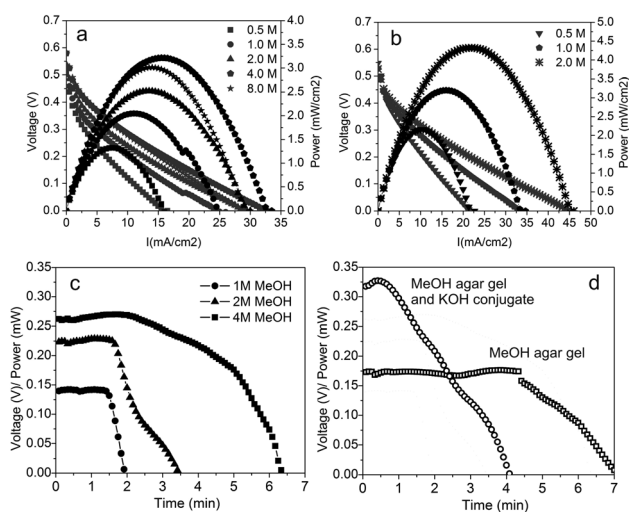 a
0.5 M
1.0 M
2.0 M
4.0 M
8.0 M
Voltage (V)
0.7
0.6
0.5
0.4
0.3
0.2
0.1
0.0
Power (mW/cm2)
4.0
3.5
3.0
2.5
2.0
1.5
1.0
0.5
0.0
0 5 10 15 20 25 30 35
I(mA/cm2)
b
0.5 M
1.0 M
2.0 M
Voltage (V)
0.7
0.6
0.5
0.4
0.3
0.2
0.1
0.0
Power (mW/cm2)
5.0
4.5
4.0
3.5
3.0
2.5
2.0
1.5
1.0
0.5
0.0
0 5 10 15 20 25 30 35 40 45 50
I(mA/cm2)
c
1M MeOH
2M MeOH
4M MeOH
Voltage (V)/ Power (mW)
0.35
0.30
0.25
0.20
0.15
0.10
0.05
0.00
0 1 2 3 4 5 6 7
Time (min)
d
MeOH agar gel
and KOH conjugate
MeOH agar gel
Voltage (V)/ Power (mW)
0.35
0.30
0.25
0.20
0.15
0.10
0.05
0.00
0 1 2 3 4 5 6 7
Time (min)